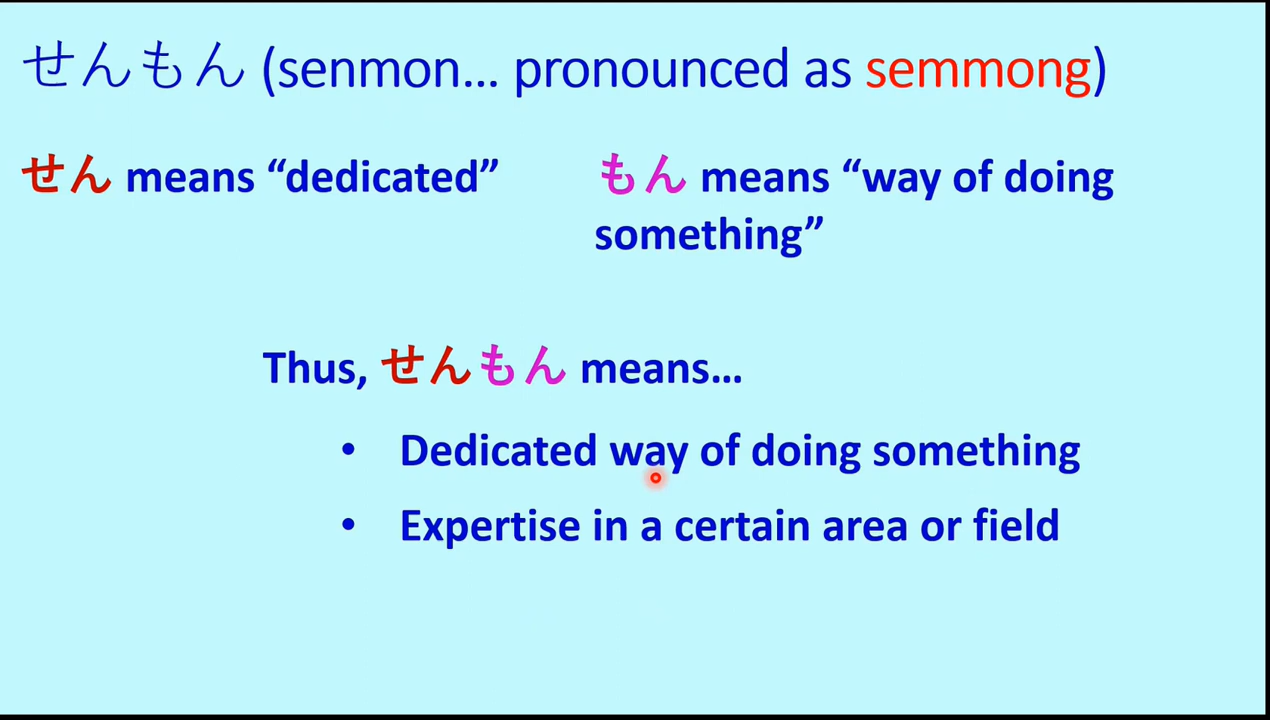 せんもん (senmon… pronounced as semmong)
せん means “dedicated”
もん means “way of doing
something”
Thus, せんもん means…
• Dedicated way of doing something
• Expertise in a certain area or field